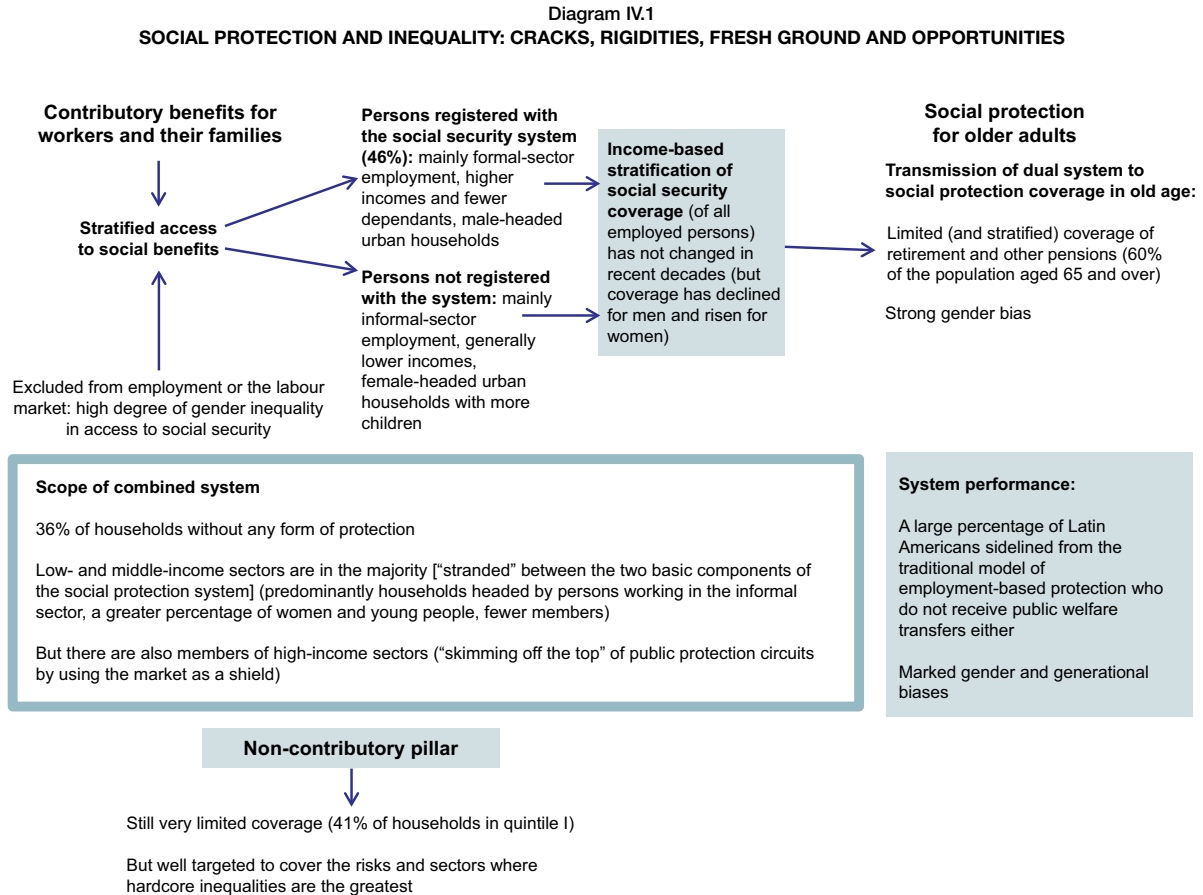 Diagram IV.1
SOCIAL PROTECTION AND INEQUALITY: CRACKS, RIGIDITIES, FRESH GROUND AND OPPORTUNITIES
Contributory benefits for
workers and their families
Stratified access
to social benefits
Excluded from employment or the labour
market: high degree of gender inequality
in access to social security
Persons registered with
the social security system
(46%): mainly formal-sector
employment, higher
incomes and fewer
dependants, male-headed
urban households
Persons not registered
with the system: mainly
informal-sector
employment, generally
lower incomes,
female-headed urban
households with more
children
Income-based
stratification of
social security
coverage (of all
employed persons)
has not changed in
recent decades (but
coverage has declined
for men and risen for
women)
Social protection
for older adults
Transmission of dual system to
social protection coverage in old age:
Limited (and stratified) coverage of
retirement and other pensions (60%
of the population aged 65 and over)
Strong gender bias
Scope of combined system
36% of households without any form of protection
Low- and middle-income sectors are in the majority [“stranded” between the two basic components of
the social protection system] (predominantly households headed by persons working in the informal
sector, a greater percentage of women and young people, fewer members)
But there are also members of high-income sectors (“skimming off the top” of public protection circuits
by using the market as a shield)
System performance:
A large percentage of Latin
Americans sidelined from the
traditional model of
employment-based protection who
do not receive public welfare
transfers either
Marked gender and generational
biases
Non-contributory pillar
Still very limited coverage (41% of households in quintile I)
But well targeted to cover the risks and sectors where
hardcore inequalities are the greatest